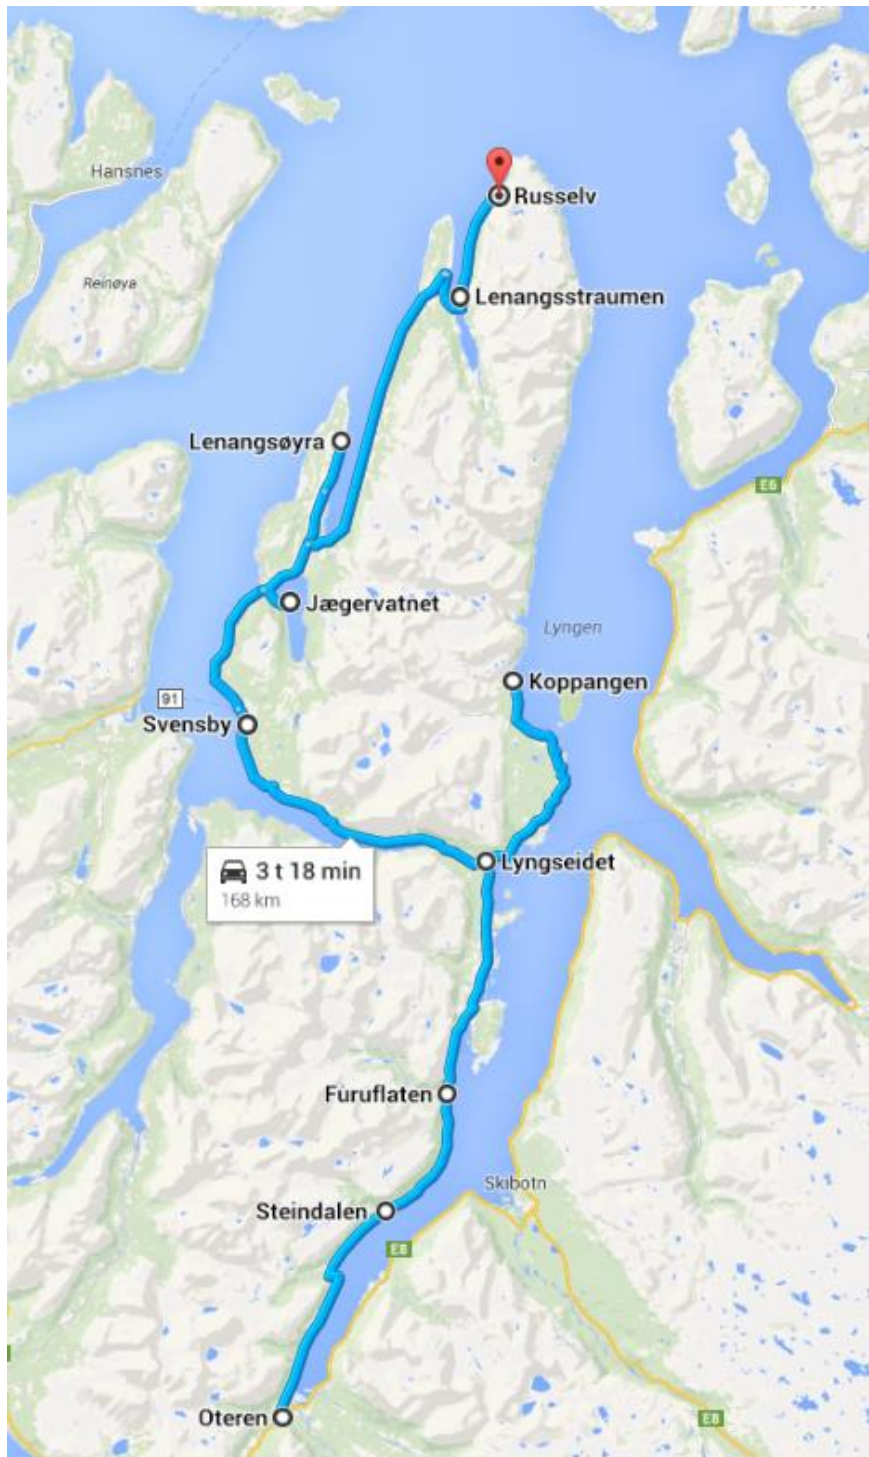 Hansnes
Russelv
Reinøya
Lenangsstraumen
Lenangsøyra
E6
Jægervatnet
Lyngen
Koppangen
91
Svensby
Lyngseidet
3 t 18 min
168 km
Furuflaten
Skibotn
Steindalen
E8
Oteren
E8